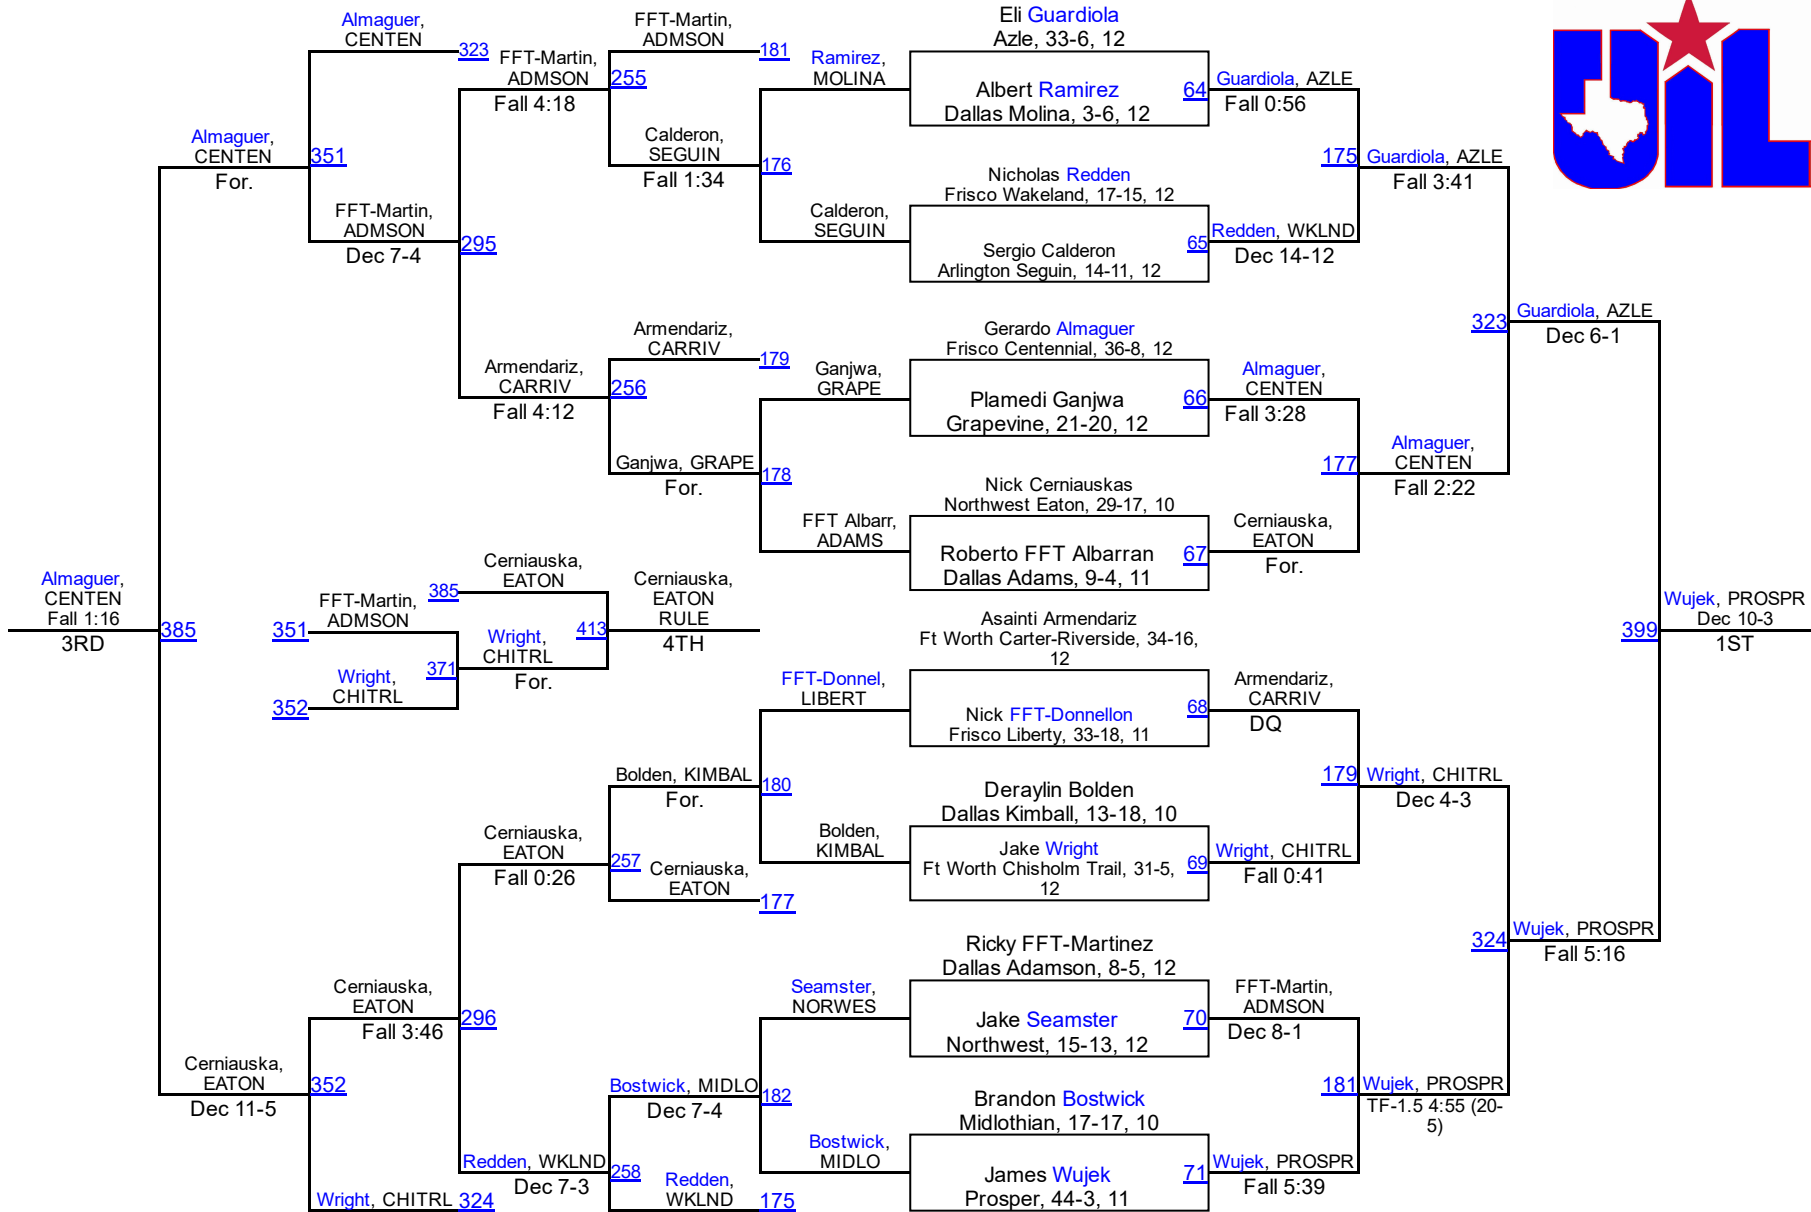 Almaguer,
CENTEN
323
FFT-Martin,
ADMSON
Fall 4:18
FFT-Martin,
ADMSON
181
255
Calderon,
SEGUIN
Fall 1:34
Ramirez,
MOLINA
176
Calderon,
SEGUIN
Eli Guardiola
Azle, 33-6, 12
Albert Ramirez
Dallas Molina, 3-6, 12
64
Guardiola, AZLE
Fall 0:56
175
Guardiola, AZLE
Fall 3:41
Nicholas Redden
Frisco Wakeland, 17-15, 12
Sergio Calderon
Arlington Seguin, 14-11, 12
65
Redden, WKLND
Dec 14-12
UIL
Almaguer,
CENTEN
For.
351
FFT-Martin,
ADMSON
Dec 7-4
295
Armendariz,
CARRIV
Fall 4:12
Armendariz,
CARRIV
179
256
Ganjwa, GRAPE
For.
Ganjwa,
GRAPE
178
FFT Albarr,
ADAMS
Gerardo Almaguer
Frisco Centennial, 36-8, 12
Plamedi Ganjwa
Grapevine, 21-20, 12
66
Almaguer,
CENTEN
Fall 3:28
177
Almaguer,
CENTEN
Fall 2:22
Nick Cerniauskas
Northwest Eaton, 29-17, 10
Roberto FFT Albarran
Dallas Adams, 9-4, 11
67
Cerniauska,
EATON
For.
323
Guardiola, AZLE
Dec 6-1
Almaguer,
CENTEN
Fall 1:16
3RD
385
FFT-Martin,
ADMSON
351
Wright,
CHITRL
352
371
Cerniauska,
EATON
385
Wright,
CHITRL
For.
413
Cerniauska,
EATON
RULE
4TH
399
Wujek, PROSPR
Dec 10-3
1ST
Asainti Armendariz
Ft Worth Carter-Riverside, 34-16,
12
Nick FFT-Donnellon
Frisco Liberty, 33-18, 11
68
Armendariz,
CARRIV
DQ
FFT-Donnel,
LIBERT
Bolden, KIMBAL
For.
180
Bolden,
KIMBAL
Deraylin Bolden
Dallas Kimball, 13-18, 10
Jake Wright
Ft Worth Chisholm Trail, 31-5,
12
69
Wright, CHITRL
Fall 0:41
179
Wright, CHITRL
Dec 4-3
Cerniauska,
EATON
Fall 0:26
257
Cerniauska,
EATON
177
324
Wujek, PROSPR
Fall 5:16
Cerniauska,
EATON
Fall 3:46
296
Seamster,
NORWES
Ricky FFT-Martinez
Dallas Adamson, 8-5, 12
Jake Seamster
Northwest, 15-13, 12
70
FFT-Martin,
ADMSON
Dec 8-1
Cerniauska,
EATON
Dec 11-5
352
Bostwick, MIDLO
Dec 7-4
182
Bostwick,
MIDLO
Brandon Bostwick
Midlothian, 17-17, 10
James Wujek
Prosper, 44-3, 11
71
Wujek, PROSPR
Fall 5:39
181
Wujek, PROSPR
TF-1.5 4:55 (20-
5)
Redden, WKLND
Dec 7-3
258
Redden,
WKLND
175
Wright, CHITRL
324